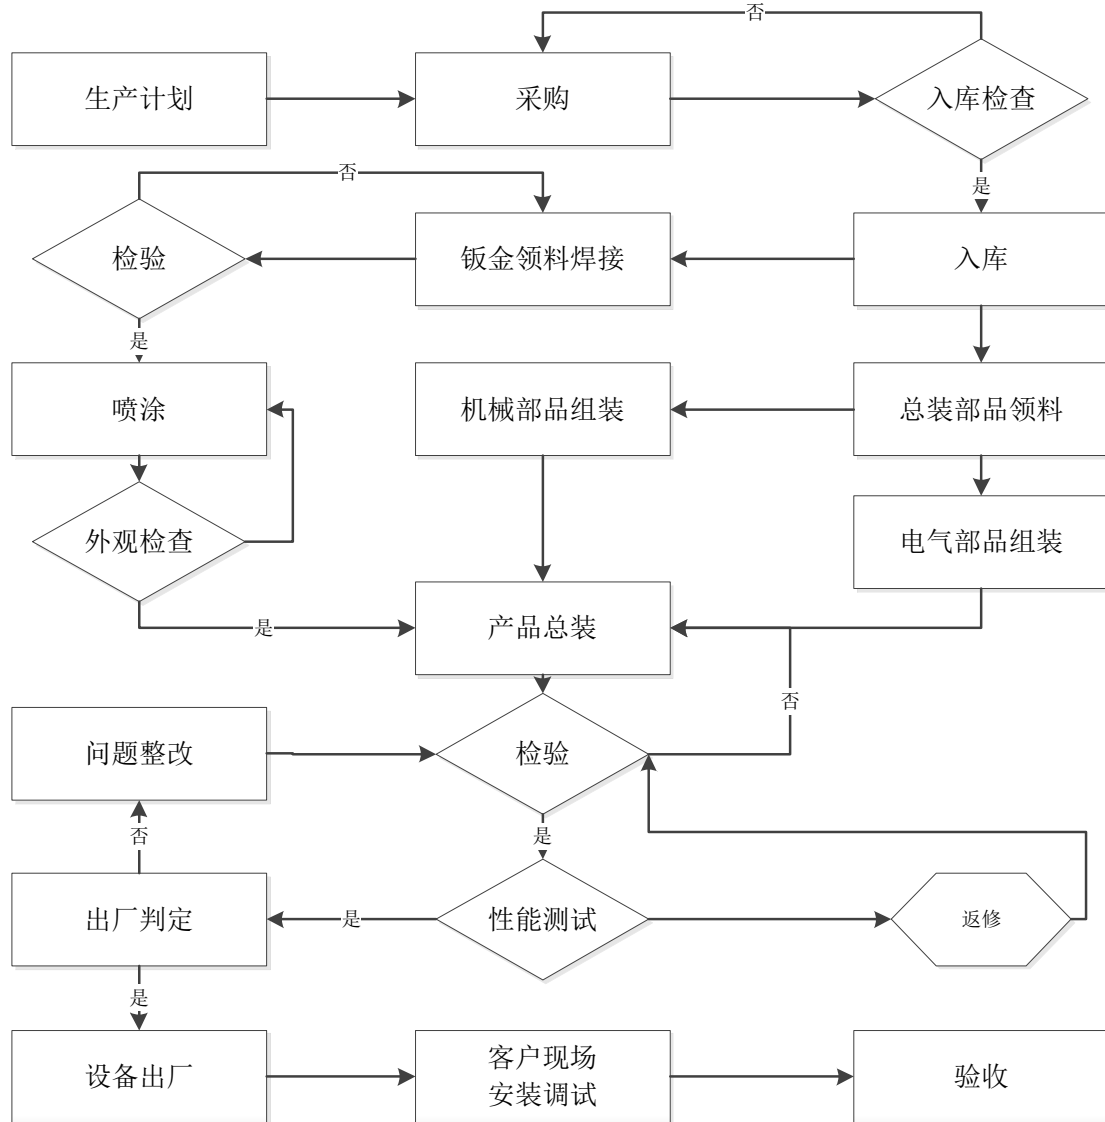 否
生产计划
采购
入库检查
否
是
检验
钣金领料焊接
入库
是
喷涂
机械部品组装
总装部品领料
外观检查
电气部品组装
是
产品总装
否
问题整改
检验
否
是
出厂判定
是
性能测试
返修
是
设备出厂
客户现场
安装调试
验收